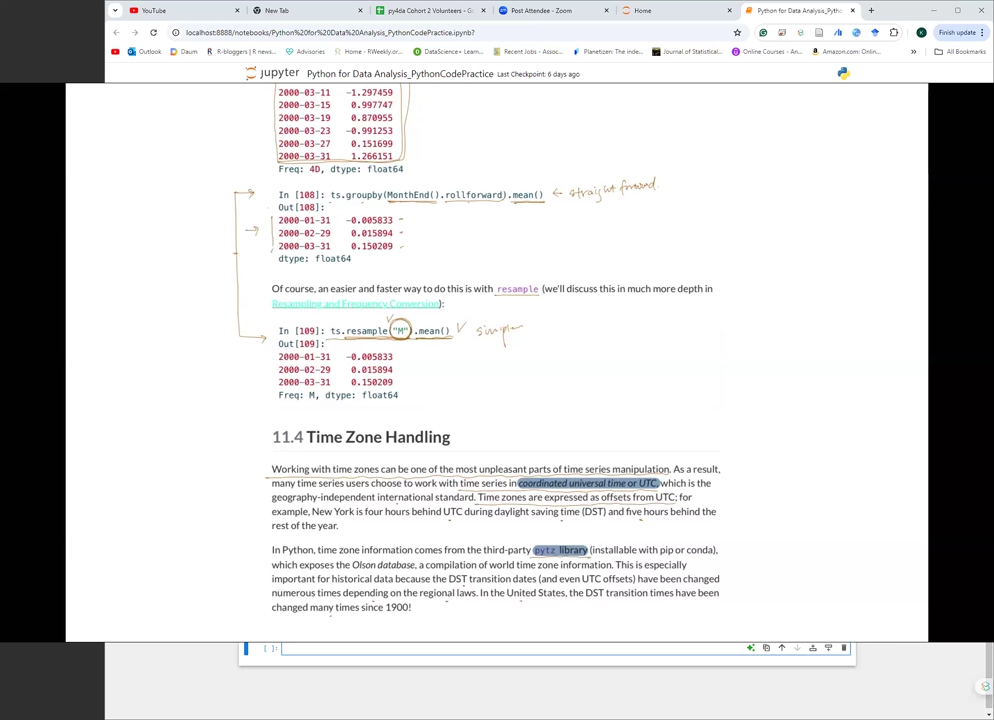 YouTube
New Tab
py4da Cohort 2 Volunteers - G
Post Attendee - Zoom
Home
Python for Data Analysis_Pytho
localhost:8888/notebooks/Python%20for%20Data%20Analysis_PythonCodePractice.ipynb?
Finish update
Outlook
Daum
R-bloggers | R news...
Advisories
Home - RWeekly.or...
DataScience+ Learn...
Recent Jobs - Assoc...
Planetizen: The inde...
Journal of Statistical...
Online Courses - An...
Amazon.com: Onlin...
»
All Bookmarks
jupyter
Python for Data Analysis_PythonCodePractice
Last Checkpoint: 6 days ago
2000-03-11 -1.297459
2000-03-15 0.997747
2000-03-19 0.870955
2000-03-23 -0.991253
2000-03-27 0.151699
2000-03-31 1.266151
Freq: 4D, dtype: float64
In [108]: ts.groupby(MonthEnd().rollforward).mean() ← straight forward.
Out[108]:
2000-01-31 -0.005833
2000-02-29 0.015894
2000-03-31 0.150209
dtype: float64
Of course, an easier and faster way to do this is with resample (we'll discuss this in much more depth in
Resampling and Frequency Conversion):
In [109]: ts.resample("M").mean() ✓ simpler
Out[109]:
2000-01-31 -0.005833
2000-02-29 0.015894
2000-03-31 0.150209
Freq: M, dtype: float64
11.4 Time Zone Handling
Working with time zones can be one of the most unpleasant parts of time series manipulation. As a result,
many time series users choose to work with time series in coordinated universal time or UTC, which is the
geography-independent international standard. Time zones are expressed as offsets from UTC; for
example, New York is four hours behind UTC during daylight saving time (DST) and five hours behind the
rest of the year.
In Python, time zone information comes from the third-party pytz library (installable with pip or conda),
which exposes the Olson database, a compilation of world time zone information. This is especially
important for historical data because the DST transition dates (and even UTC offsets) have been changed
numerous times depending on the regional laws. In the United States, the DST transition times have been
changed many times since 1900!
[ ]: